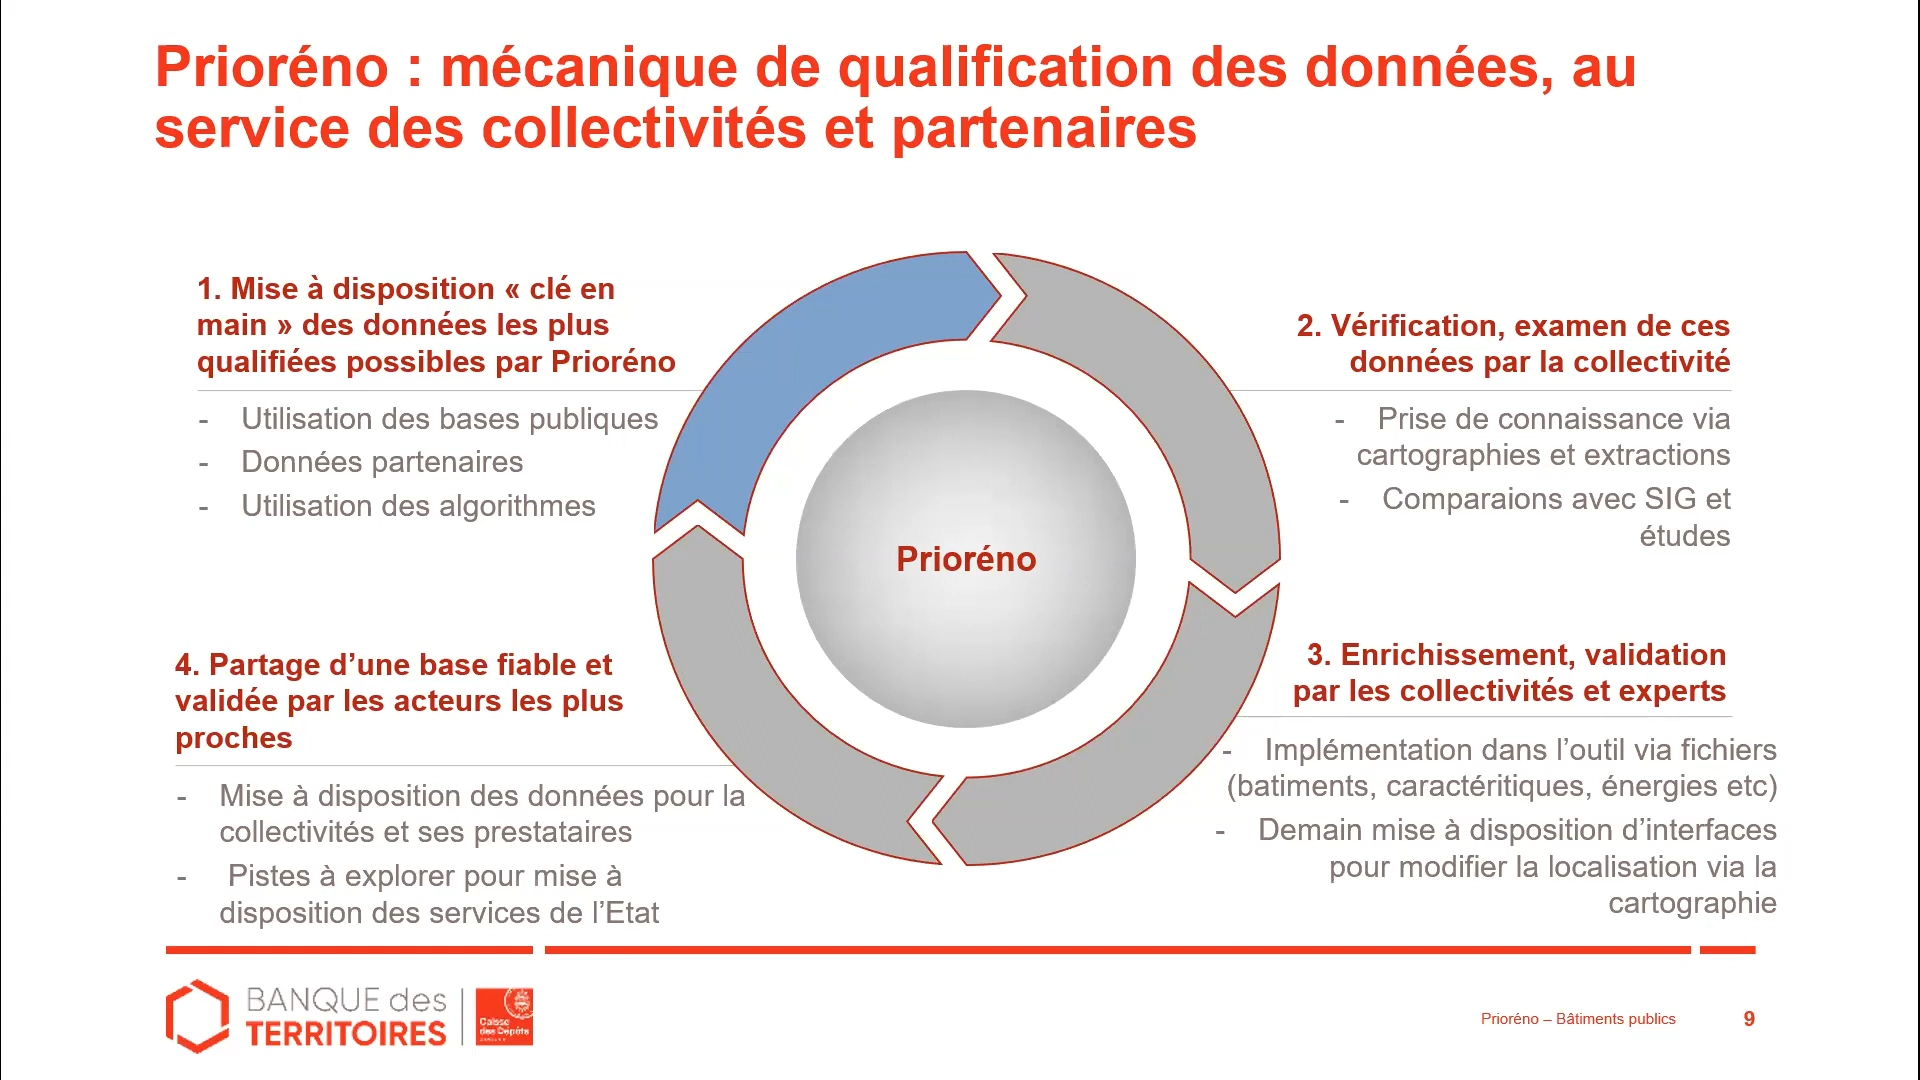 Prioréno : mécanique de qualification des données, au
service des collectivités et partenaires
1. Mise à disposition « clé en
main » des données les plus
qualifiées possibles par Prioréno
- Utilisation des bases publiques
- Données partenaires
- Utilisation des algorithmes
2. Vérification, examen de ces
données par la collectivité
- Prise de connaissance via
cartographies et extractions
- Comparaions avec SIG et
études
Prioréno
3. Enrichissement, validation
par les collectivités et experts
- Implémentation dans l’outil via fichiers
(batiments, caractéritiques, énergies etc)
- Demain mise à disposition d’interfaces
pour modifier la localisation via la
cartographie
4. Partage d’une base fiable et
validée par les acteurs les plus
proches
- Mise à disposition des données pour la
collectivités et ses prestataires
- Pistes à explorer pour mise à
disposition des services de l’Etat
BANQUE des
TERRITOIRES
Caisse
des Dépôts
Prioréno – Bâtiments publics
9